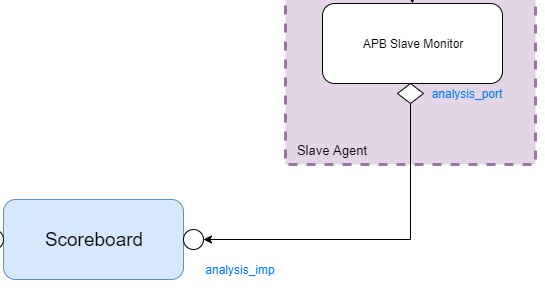 APB Slave Monitor
analysis_port
Slave Agent
Scoreboard
analysis_imp